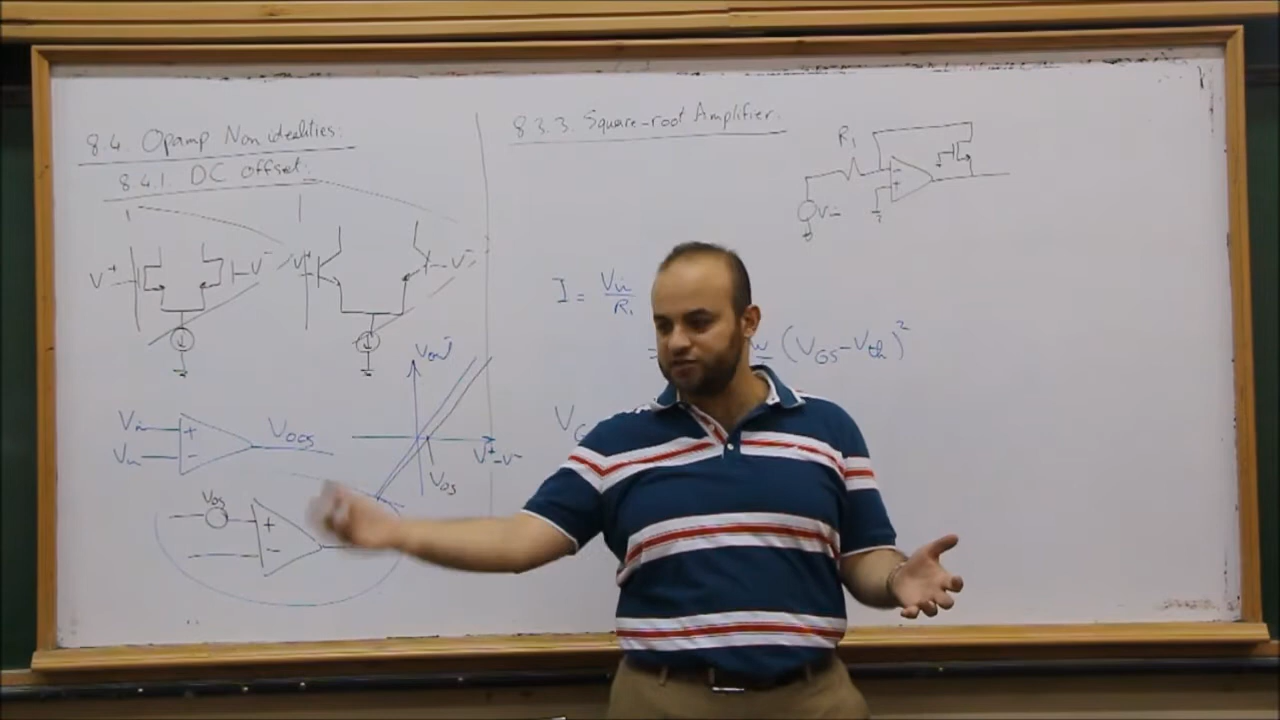 8.4. Opamp Non idealities:
8.4.1. DC offset:
V+ V- V+ V-
Vout
V+-V-
Vos
Vin
Vin
Voos
Vos
+
-
8.3.3. Square-root Amplifier.
R1
Vin
-
+
I = Vin/R1
= (VGS-Vth)²